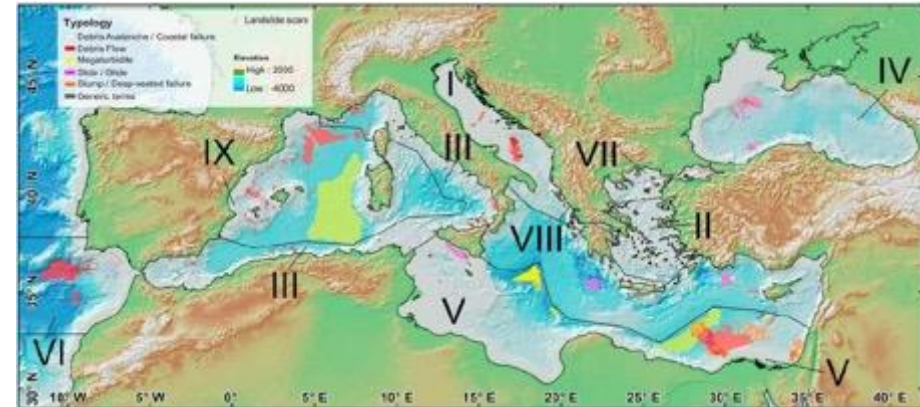 Typology
Debris Avalanche / Coastal failure
Debris Flow
Megaturbidite
Slide / Glide
Slump / Deep-seated failure
Generic terms
Landslide scars
Elevation
High : 2000
Low : -4000
I
IV
IX
III
VII
II
VIII
III
V
VI
V
45° N
40° N
35° N
30° N
10° W
5° W
0°
5° E
10° E
15° E
20° E
25° E
30° E
35° E
40° E